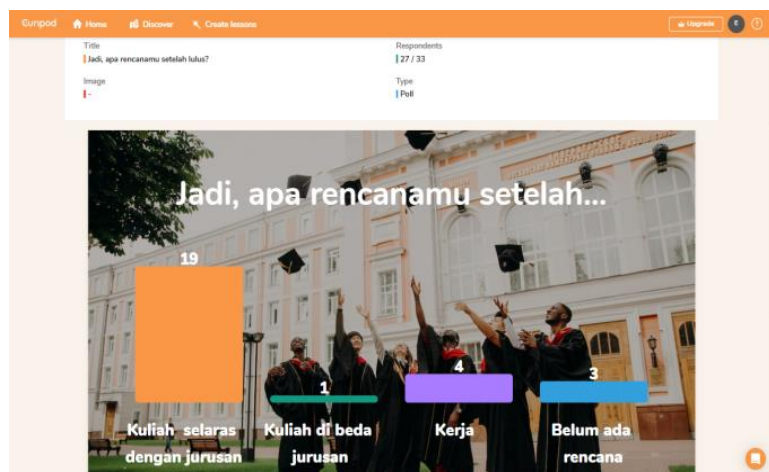 Curipod Home Discover Create lessons Upgrade E ?
Title Respondents
Jadi, apa rencanamu setelah lulus? 27 / 33
Image Type
- Poll
Jadi, apa rencanamu setelah...
19
1
4
3
Kuliah selaras dengan jurusan
Kuliah di beda jurusan
Kerja
Belum ada rencana